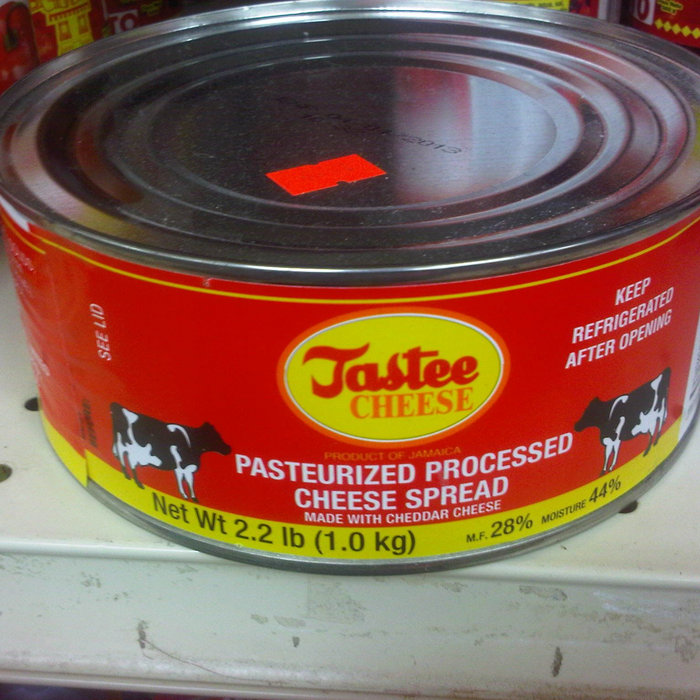 2013
SEE LID
KEEP
REFRIGERATED
AFTER OPENING
Tastee
CHEESE
PRODUCT OF JAMAICA
PASTEURIZED PROCESSED
CHEESE SPREAD
MADE WITH CHEDDAR CHEESE
Net Wt 2.2 lb (1.0 kg)
M.F. 28% MOISTURE 44%